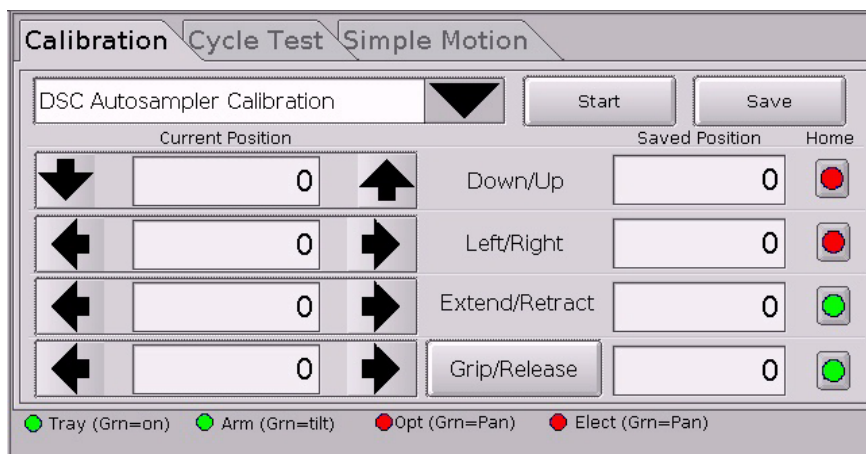 Calibration Cycle Test Simple Motion
DSC Autosampler Calibration Start Save
Current Position Saved Position Home
0 Down/Up 0
0 Left/Right 0
0 Extend/Retract 0
0 Grip/Release 0
Tray (Grn=on) Arm (Grn=tilt) Opt (Grn=Pan) Elect (Grn=Pan)